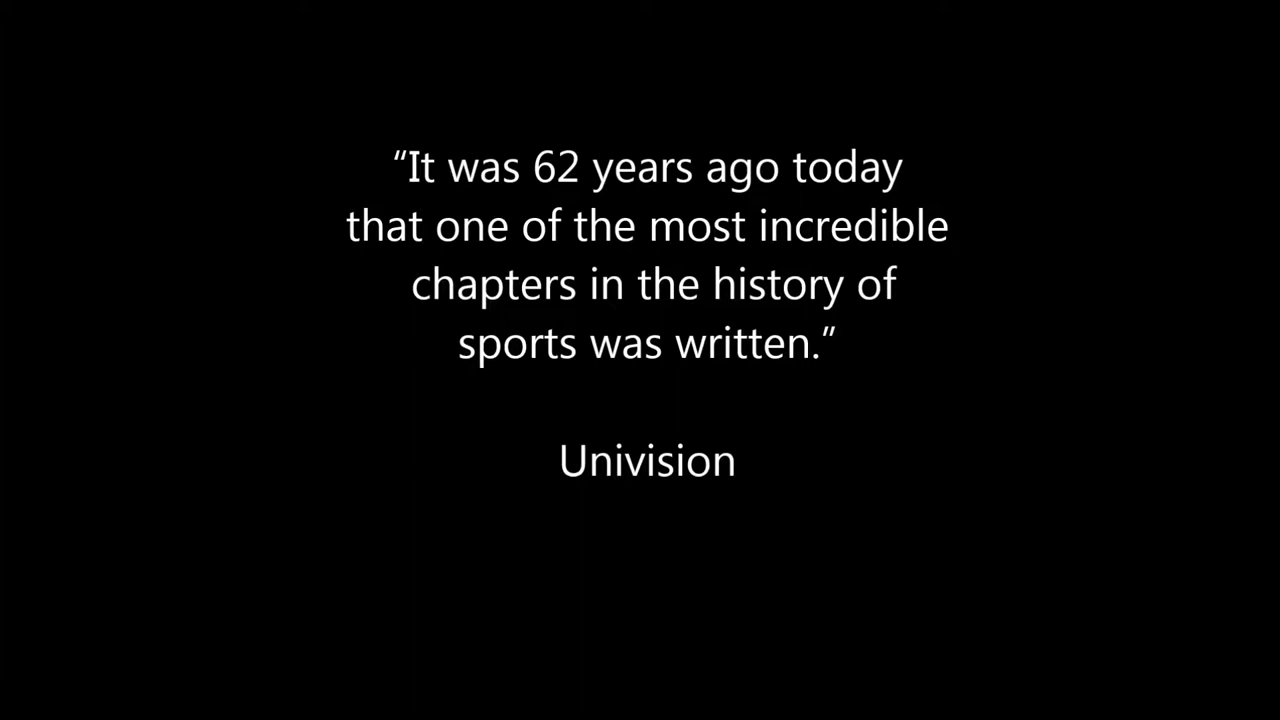 “It was 62 years ago today
that one of the most incredible
chapters in the history of
sports was written.”
Univision